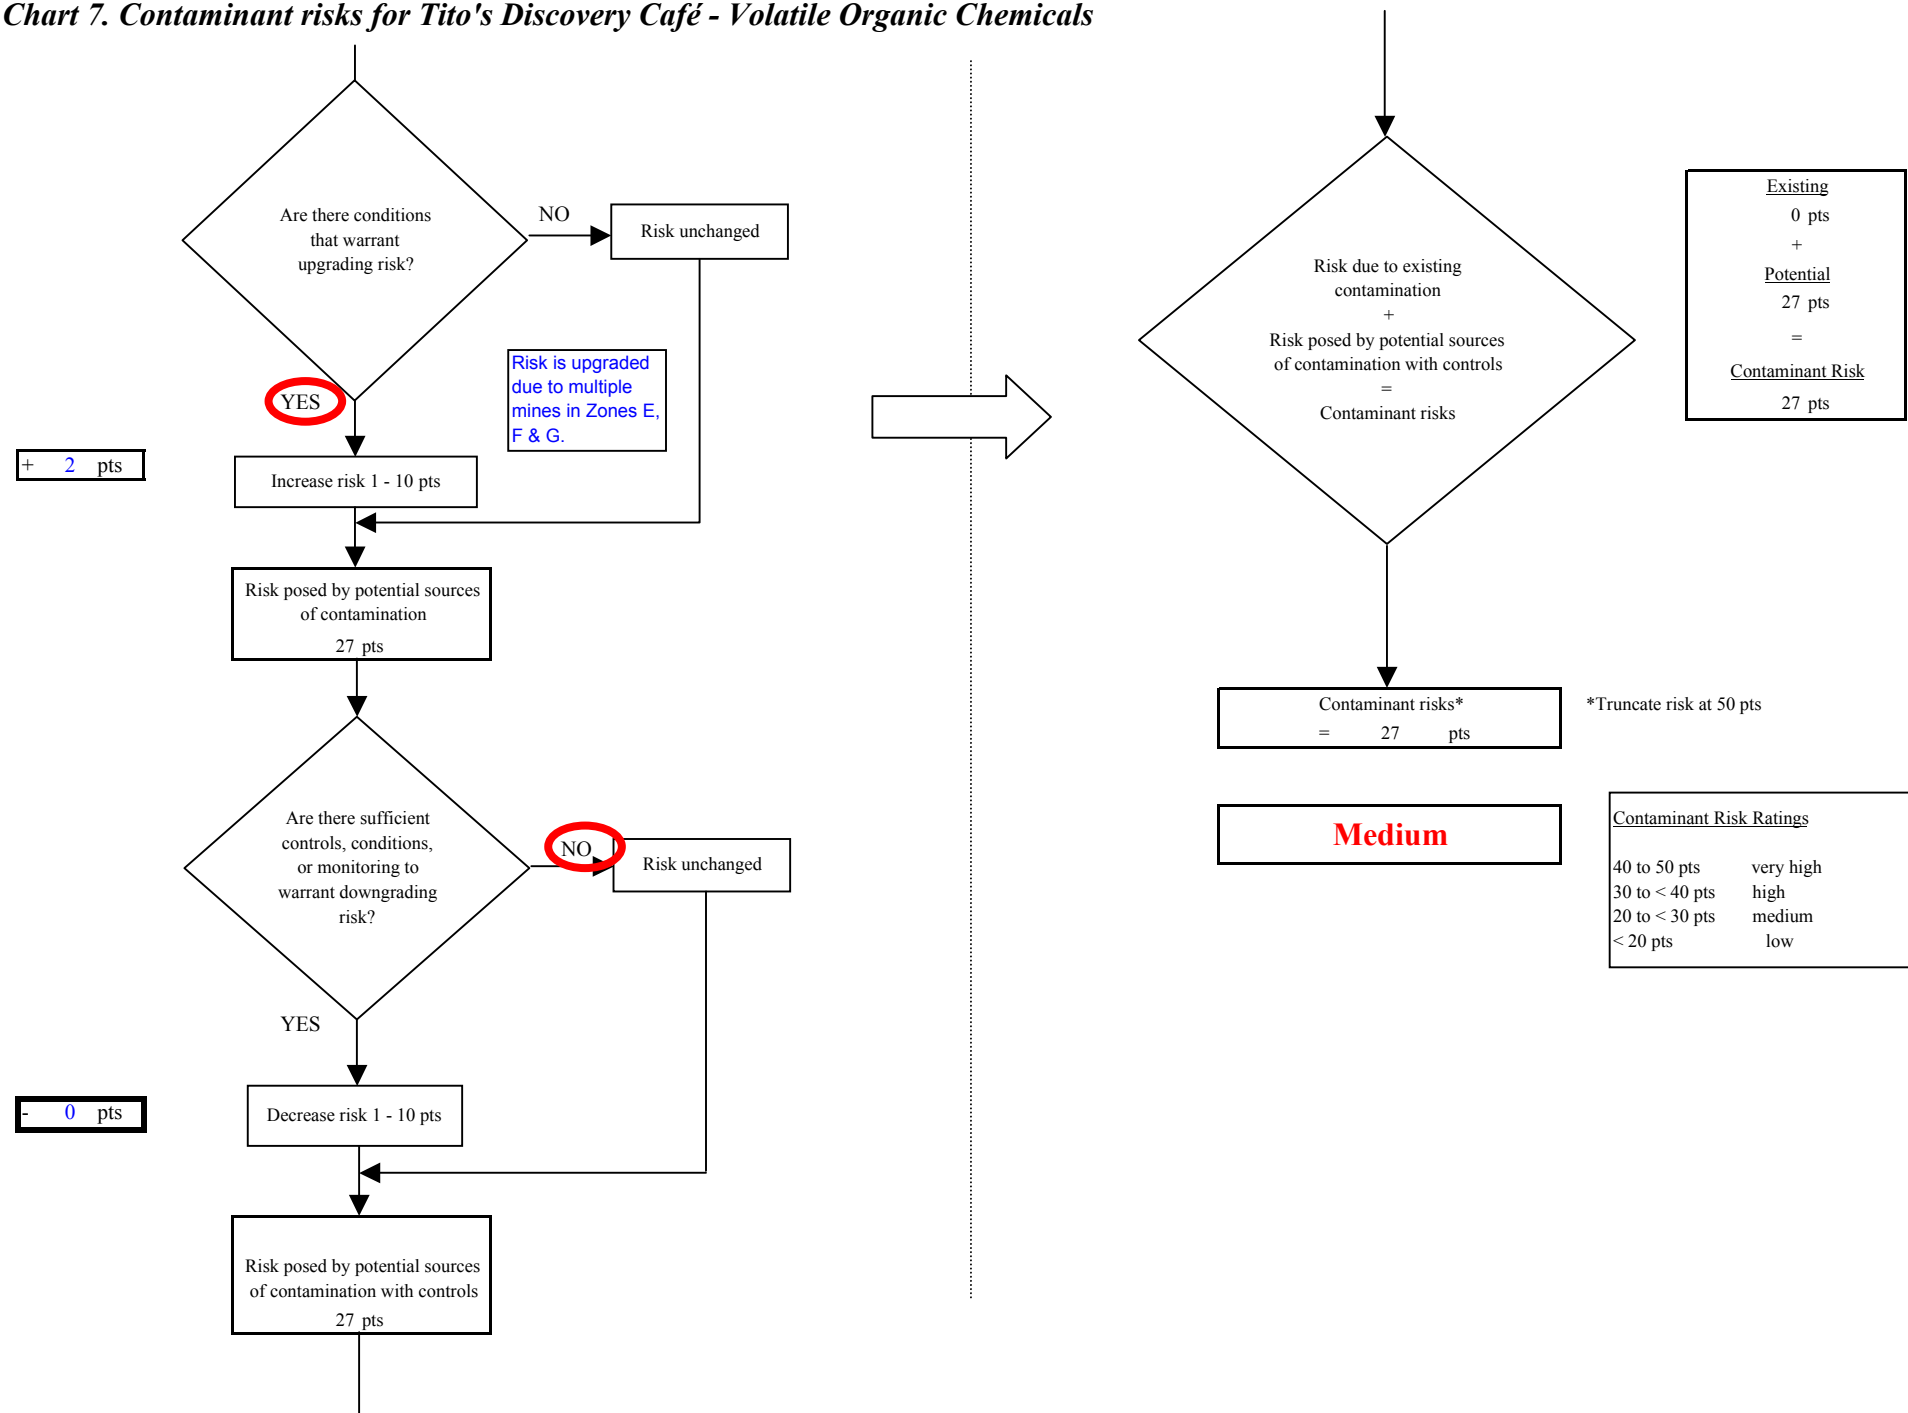 Chart 7. Contaminant risks for Tito's Discovery Café - Volatile Organic Chemicals
Are there conditions
that warrant
upgrading risk?
NO
Risk unchanged
YES
Risk is upgraded
due to multiple
mines in Zones E,
F & G.
+ 2 pts
Increase risk 1 - 10 pts
Risk posed by potential sources
of contamination
27 pts
Are there sufficient
controls, conditions,
or monitoring to
warrant downgrading
risk?
NO
Risk unchanged
YES
- 0 pts
Decrease risk 1 - 10 pts
Risk posed by potential sources
of contamination with controls
27 pts
Risk due to existing
contamination
+
Risk posed by potential sources
of contamination with controls
=
Contaminant risks
Existing
0 pts
+
Potential
27 pts
=
Contaminant Risk
27 pts
Contaminant risks*
= 27 pts
*Truncate risk at 50 pts
Medium
Contaminant Risk Ratings
40 to 50 pts very high
30 to < 40 pts high
20 to < 30 pts medium
< 20 pts low